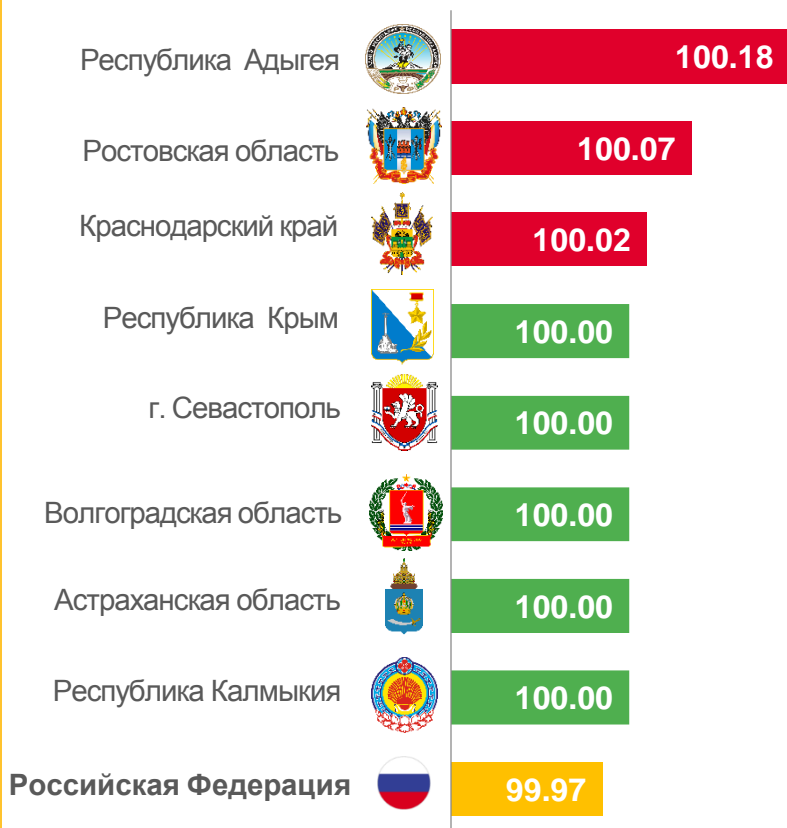 Республика Адыгея 100.18
Ростовская область 100.07
Краснодарский край 100.02
Республика Крым 100.00
г. Севастополь 100.00
Волгоградская область 100.00
Астраханская область 100.00
Республика Калмыкия 100.00
Российская Федерация 99.97